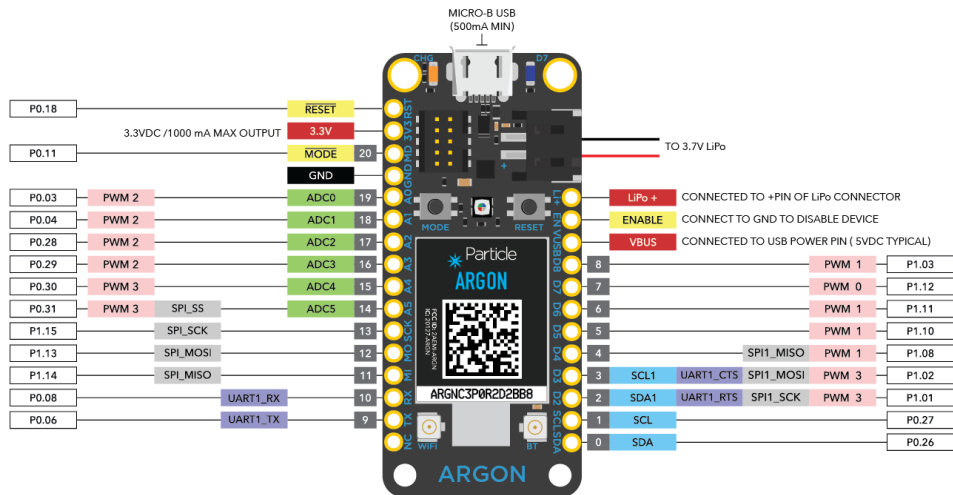 MICRO-B USB
(500mA MIN)
CHG
D7
P0.18 RESET RST
3.3VDC /1000 mA MAX OUTPUT 3.3V 3V3
P0.11 MODE 20 MD
GND GND
TO 3.7V LiPo
P0.03 PWM 2 ADC0 19 A0
P0.04 PWM 2 ADC1 18 A1
P0.28 PWM 2 ADC2 17 A2
P0.29 PWM 2 ADC3 16 A3
P0.30 PWM 3 ADC4 15 A4
P0.31 PWM 3 SPI_SS ADC5 14 A5
P1.15 SPI_SCK 13 SCK
P1.13 SPI_MOSI 12 MO
P1.14 SPI_MISO 11 MI
P0.08 UART1_RX 10 RX
P0.06 UART1_TX 9 TX
NC
MODE
RESET
Particle
ARGON
FCC ID: 2AEMI-ARGN
IC: 20127-ARGN
ARGNC3P0R2D2BB8
WiFi
BT
ARGON
Li+ LiPo + CONNECTED TO +PIN OF LiPo CONNECTOR
EN ENABLE CONNECT TO GND TO DISABLE DEVICE
VUSB VBUS CONNECTED TO USB POWER PIN ( 5VDC TYPICAL)
D8 8 PWM 1 P1.03
D7 7 PWM 0 P1.12
D6 6 PWM 1 P1.11
D5 5 PWM 1 P1.10
D4 4 SPI1_MISO PWM 1 P1.08
D3 3 SCL1 UART1_CTS SPI1_MOSI PWM 3 P1.02
D2 2 SDA1 UART1_RTS SPI1_SCK PWM 3 P1.01
SCL 1 SCL P0.27
SDA 0 SDA P0.26